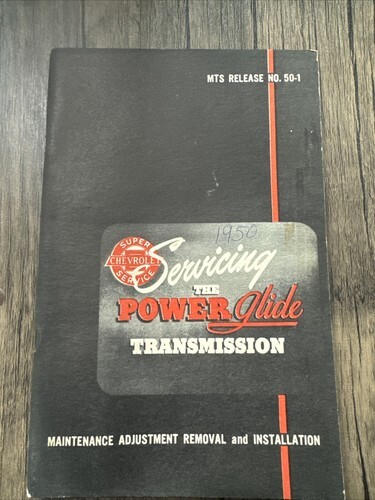 MTS RELEASE NO. 50-1
1950
SUPER
CHEVROLET
SERVICE
Servicing
THE
POWERglide
TRANSMISSION
MAINTENANCE ADJUSTMENT REMOVAL and INSTALLATION